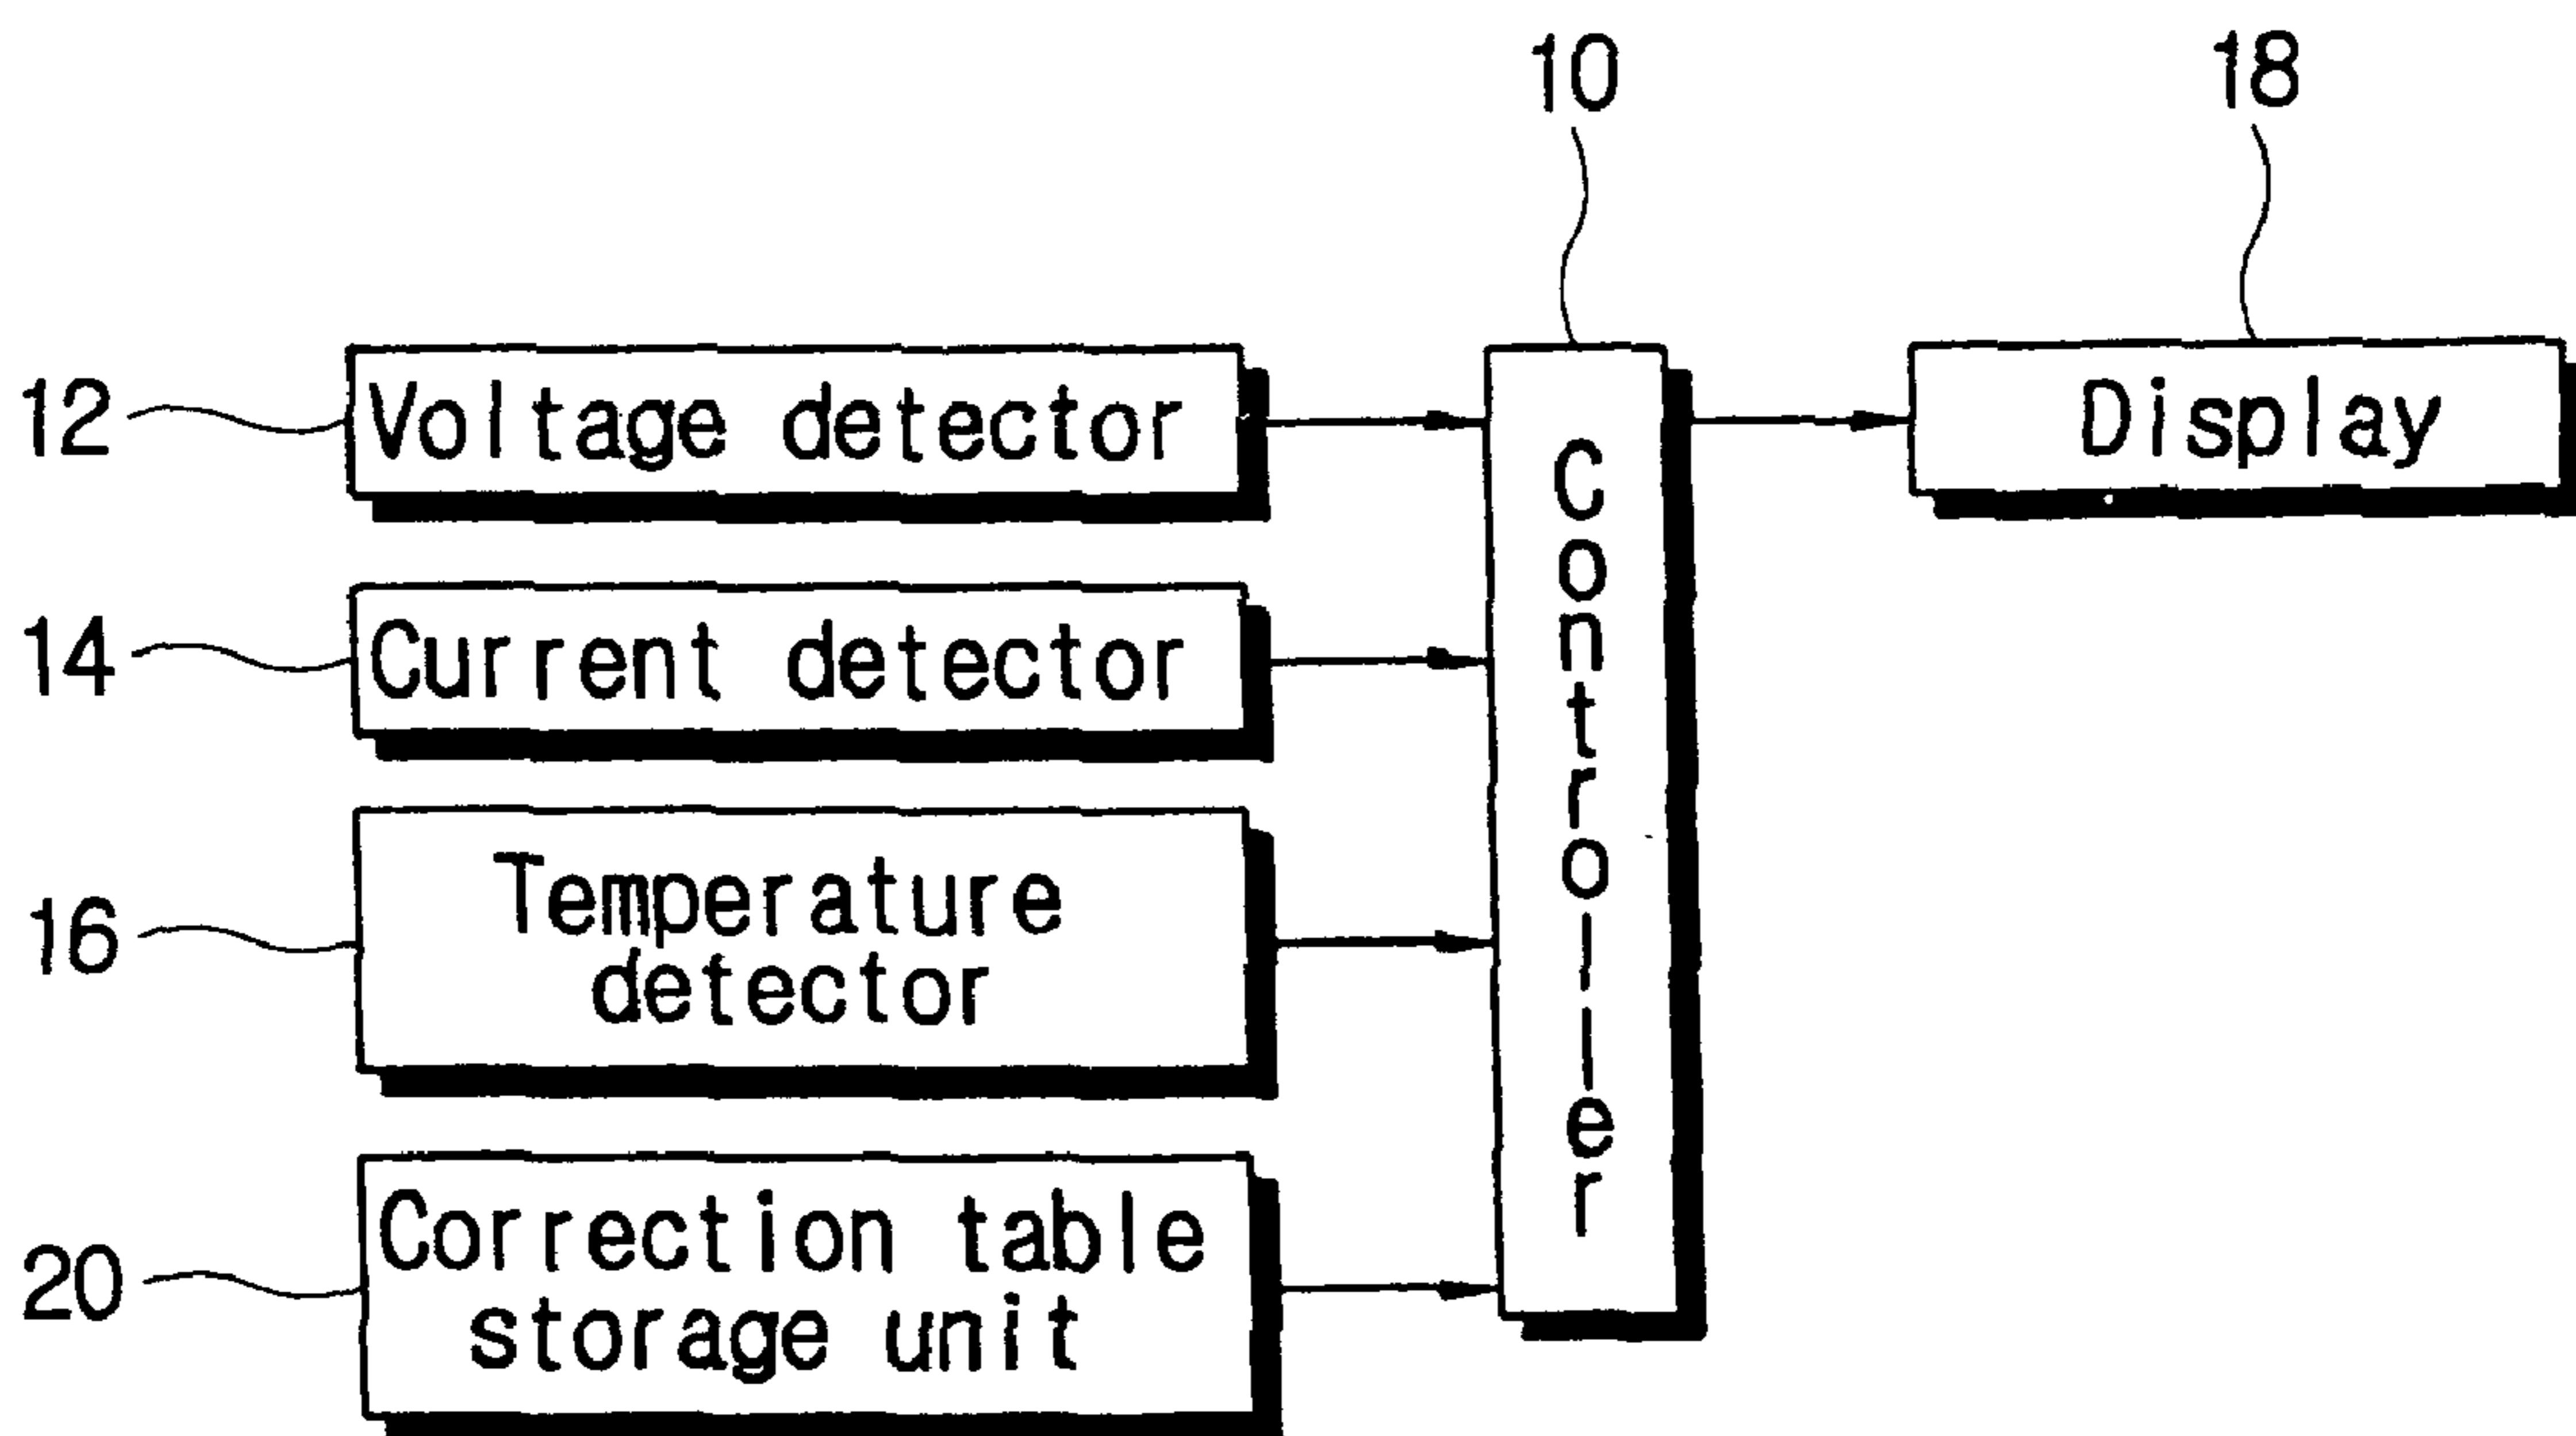 10
18
12
Voltage detector
Controller
Display
14
Current detector
16
Temperature
detector
20
Correction table
storage unit